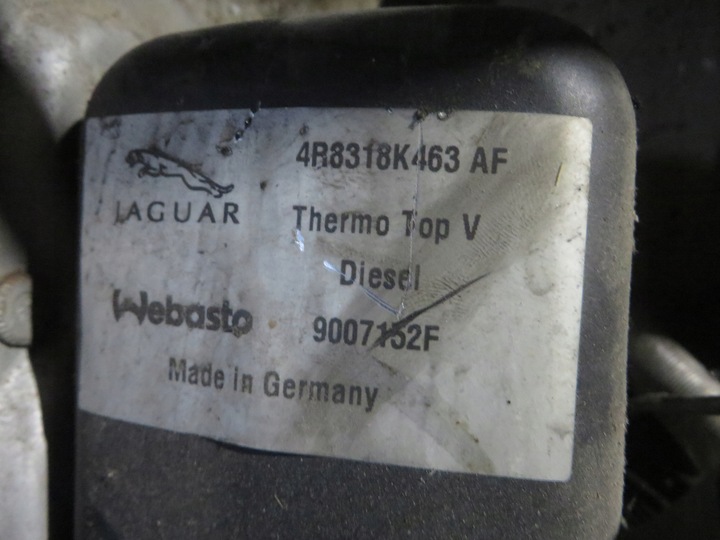 4R8318K463 AF
JAGUAR
Thermo Top V
Diesel
Webasto
9007152F
Made in Germany